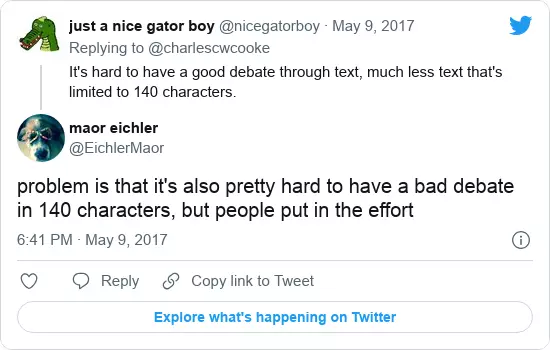 just a nice gator boy @nicegatorboy · May 9, 2017
Replying to @charlescwcooke
It's hard to have a good debate through text, much less text that's
limited to 140 characters.
maor eichler
@EichlerMaor
problem is that it's also pretty hard to have a bad debate
in 140 characters, but people put in the effort
6:41 PM · May 9, 2017
Reply
Copy link to Tweet
Explore what's happening on Twitter